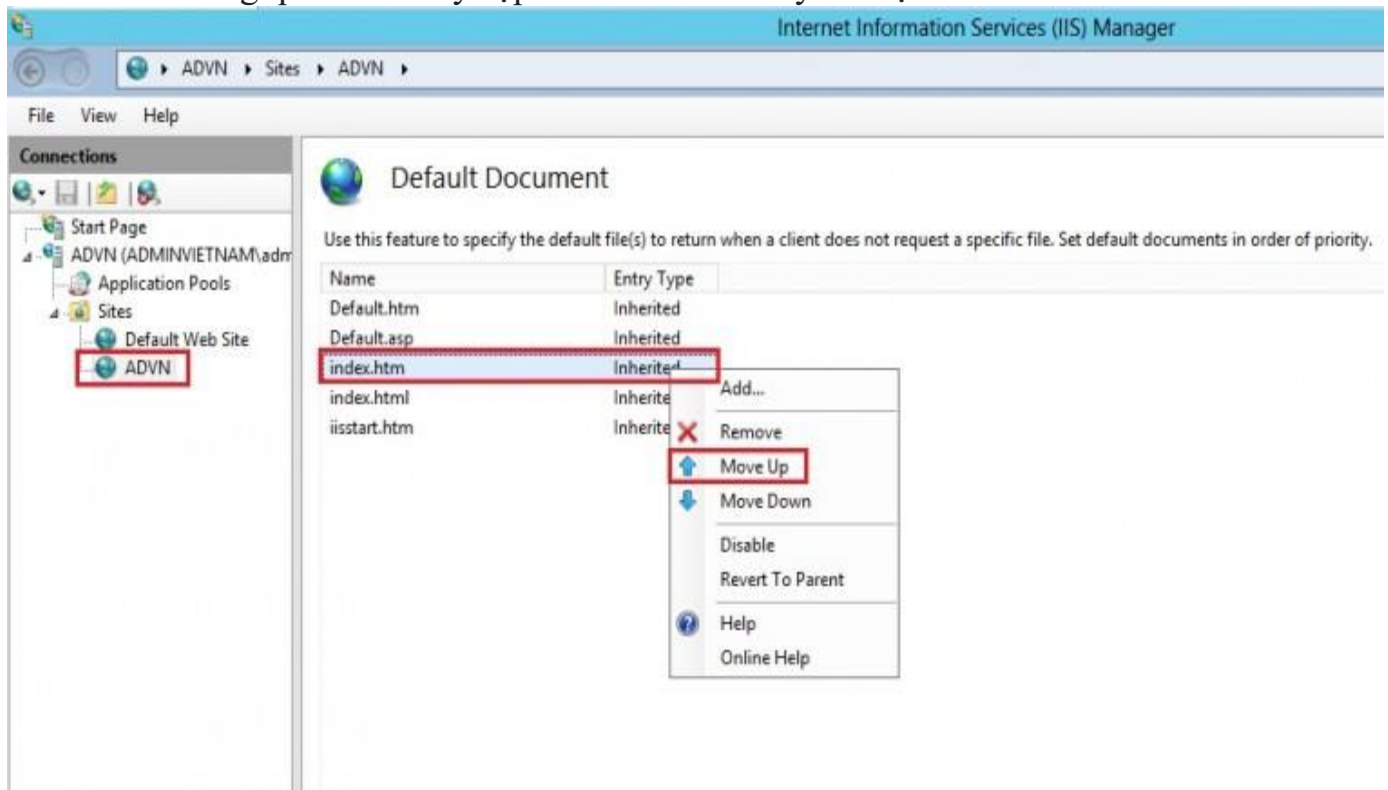 Internet Information Services (IIS) Manager
ADVN Sites ADVN
File View Help
Connections
Start Page
ADVN (ADMINVIETNAM\adm
Application Pools
Sites
Default Web Site
ADVN
Default Document
Use this feature to specify the default file(s) to return when a client does not request a specific file. Set default documents in order of priority.
Name Entry Type
Default.htm Inherited
Default.asp Inherited
index.htm Inherited
index.html Inherite
iisstart.htm Inherite
Add...
Remove
Move Up
Move Down
Disable
Revert To Parent
Help
Online Help